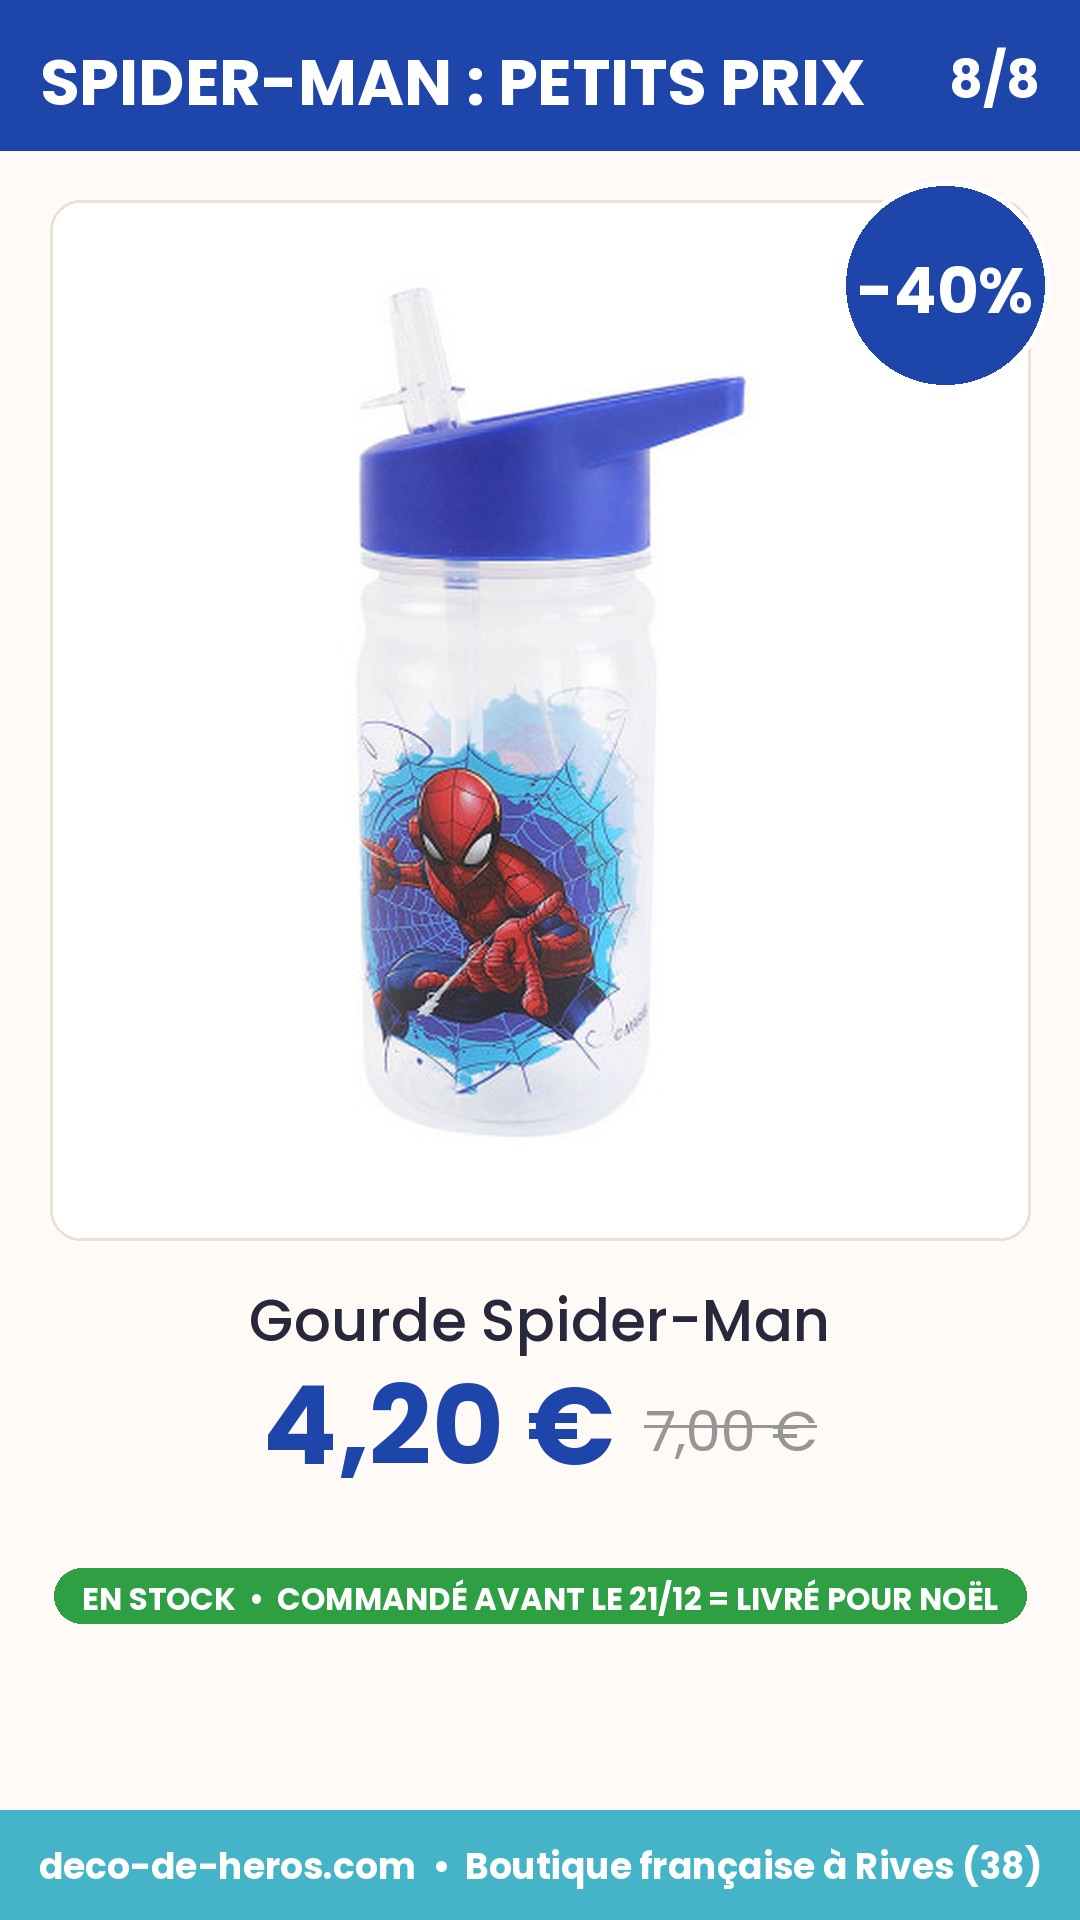 SPIDER-MAN : PETITS PRIX
8/8
-40%
Gourde Spider-Man
4,20 € 7,00 €
EN STOCK • COMMANDÉ AVANT LE 21/12 = LIVRÉ POUR NOËL
deco-de-heros.com • Boutique française à Rives (38)